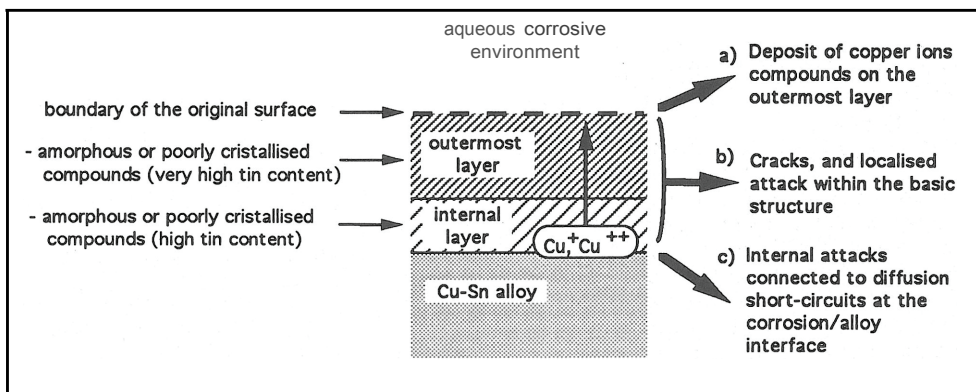 aqueous corrosive
environment
boundary of the original surface
- amorphous or poorly cristallised
compounds (very high tin content)
- amorphous or poorly cristallised
compounds (high tin content)
outermost
layer
internal
layer
Cu+, Cu++
Cu-Sn alloy
a) Deposit of copper ions
compounds on the
outermost layer
b) Cracks, and localised
attack within the basic
structure
c) Internal attacks
connected to diffusion
short-circuits at the
corrosion/alloy
interface